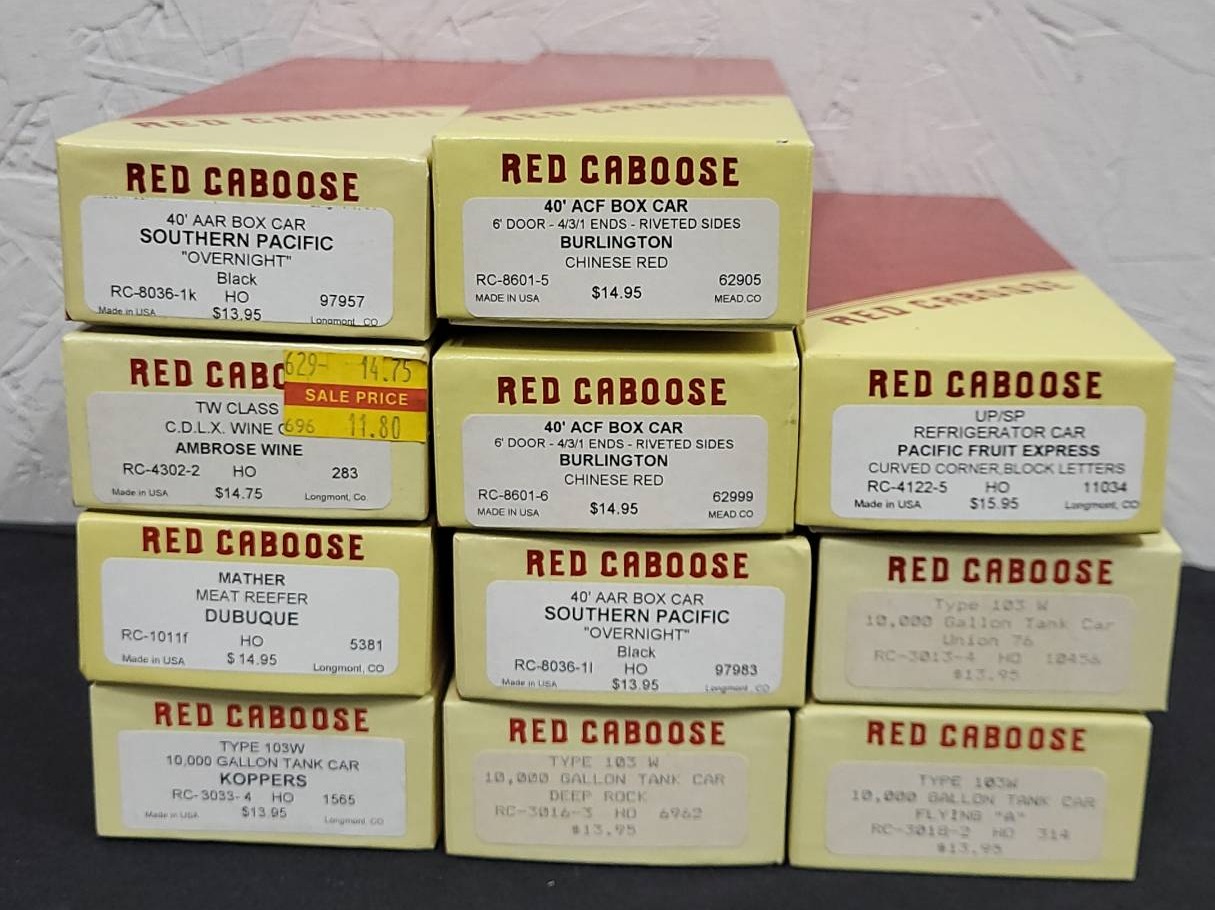 RED CABOOSE
RED CABOOSE
RED CABOOSE
40' AAR BOX CAR
SOUTHERN PACIFIC
"OVERNIGHT"
Black
RC-8036-1k HO 97957
Made in USA $13.95 Longmont, CO
RED CABOOSE
40' ACF BOX CAR
6' DOOR - 4/3/1 ENDS - RIVETED SIDES
BURLINGTON
CHINESE RED
RC-8601-5 62905
MADE IN USA $14.95 MEAD.CO
RED CABOOSE
RED CABO
629- 14.75
SALE PRICE
696 11.80
TW CLASS
C.D.L.X. WINE
AMBROSE WINE
RC-4302-2 HO 283
Made in USA $14.75 Longmont, Co
RED CABOOSE
40' ACF BOX CAR
6' DOOR - 4/3/1 ENDS - RIVETED SIDES
BURLINGTON
CHINESE RED
RC-8601-6 62999
MADE IN USA $14.95 MEAD.CO
RED CABOOSE
UP/SP
REFRIGERATOR CAR
PACIFIC FRUIT EXPRESS
CURVED CORNER,BLOCK LETTERS
RC-4122-5 HO 11034
Made in USA $15.95 Longmont, CO
RED CABOOSE
MATHER
MEAT REEFER
DUBUQUE
RC-1011f HO 5381
Made in USA $ 14.95 Longmont, CO
RED CABOOSE
40' AAR BOX CAR
SOUTHERN PACIFIC
"OVERNIGHT"
Black
RC-8036-1l HO 97983
Made in USA $13.95 Longmont, CO
RED CABOOSE
Type 103 W
10,000 Gallon Tank Car
Union 76
RC-3013-4 HO 10456
$13.95
RED CABOOSE
TYPE 103W
10,000 GALLON TANK CAR
KOPPERS
RC-3033-4 HO 1565
Made in USA $13.95 Longmont, CO
RED CABOOSE
TYPE 103 W
10,000 GALLON TANK CAR
DEEP ROCK
RC-3016-3 HO 6962
$13.95
RED CABOOSE
TYPE 103W
10,000 GALLON TANK CAR
FLYING "A"
RC-3018-2 HO 314
$13.95